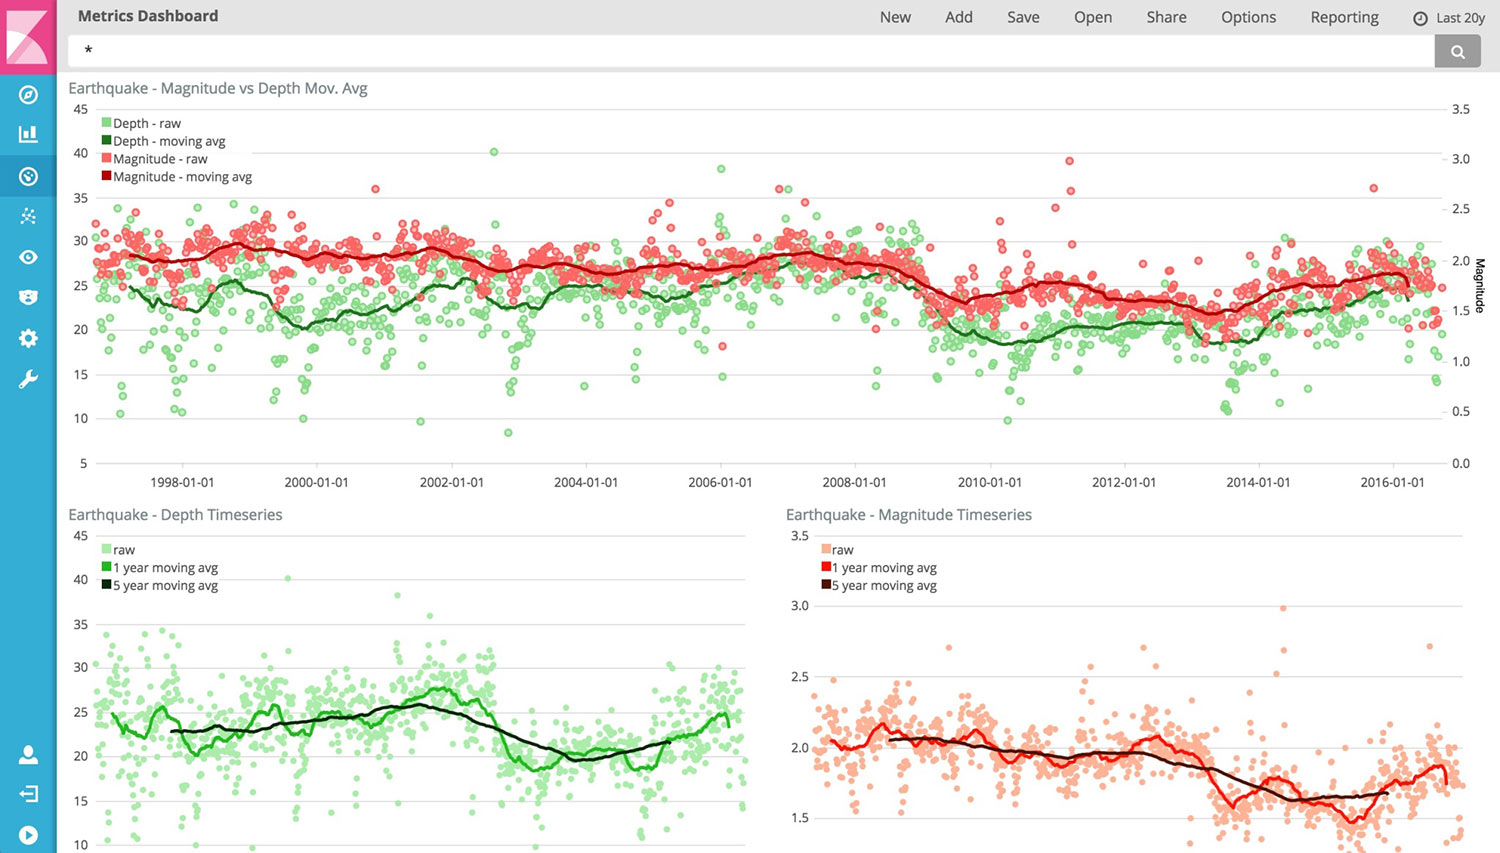 Metrics Dashboard
New Add Save Open Share Options Reporting Last 20y
*
Earthquake - Magnitude vs Depth Mov. Avg
45
40
35
30
25
20
15
10
5
Depth - raw
Depth - moving avg
Magnitude - raw
Magnitude - moving avg
3.5
3.0
2.5
2.0
1.5
1.0
0.5
0.0
Magnitude
1998-01-01 2000-01-01 2002-01-01 2004-01-01 2006-01-01 2008-01-01 2010-01-01 2012-01-01 2014-01-01 2016-01-01
Earthquake - Depth Timeseries
45
40
35
30
25
20
15
10
raw
1 year moving avg
5 year moving avg
Earthquake - Magnitude Timeseries
3.5
3.0
2.5
2.0
1.5
raw
1 year moving avg
5 year moving avg